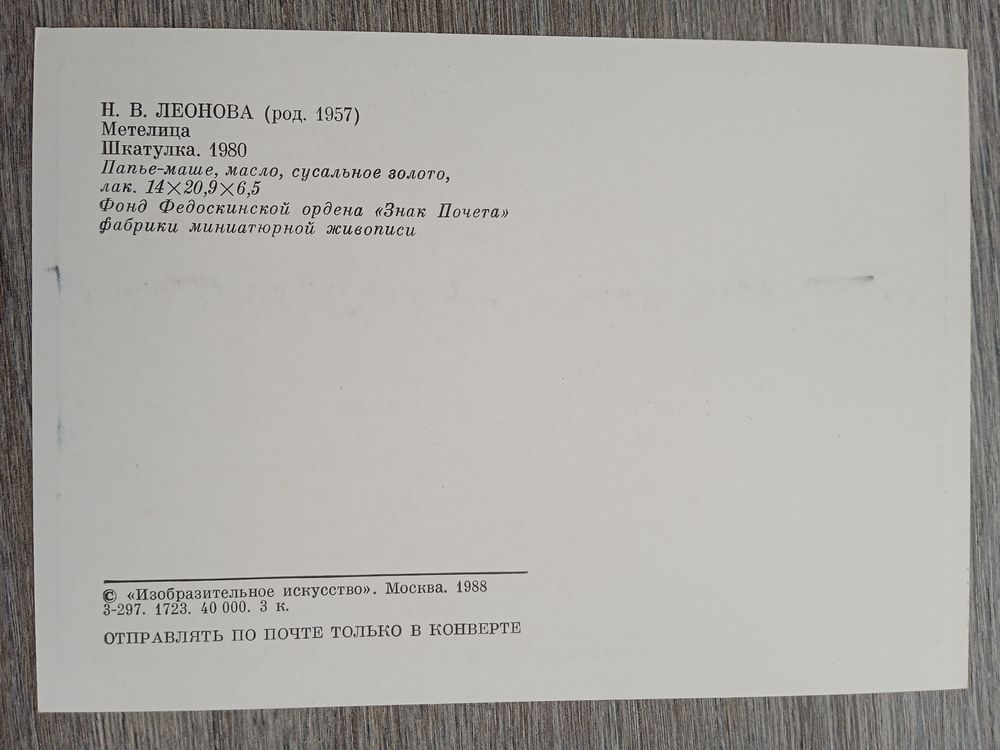 Н. В. ЛЕОНОВА (род. 1957)
Метелица
Шкатулка. 1980
Папье-маше, масло, сусальное золото,
лак. 14×20,9×6,5
Фонд Федоскинской ордена «Знак Почета»
фабрики миниатюрной живописи
© «Изобразительное искусство». Москва. 1988
3-297. 1723. 40 000. 3 к.
ОТПРАВЛЯТЬ ПО ПОЧТЕ ТОЛЬКО В КОНВЕРТЕ